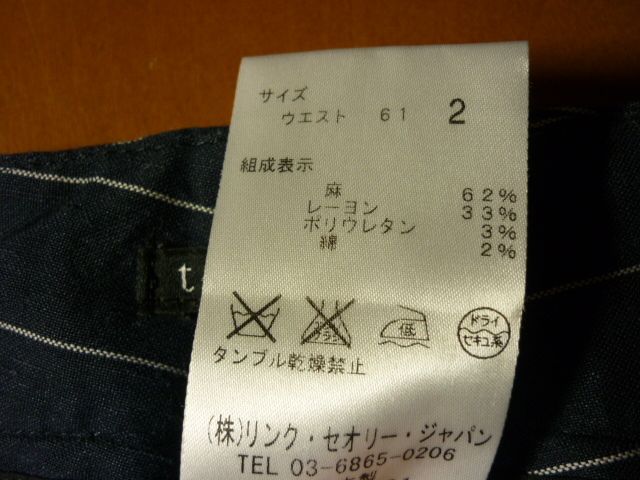 サイズ
ウエスト 61 2
組成表示
麻 62%
レーヨン 33%
ポリウレタン 3%
綿 2%
t
低
ドライ
セキユ系
タンブル乾燥禁止
(株)リンク・セオリー・ジャパン
TEL 03-6865-0206